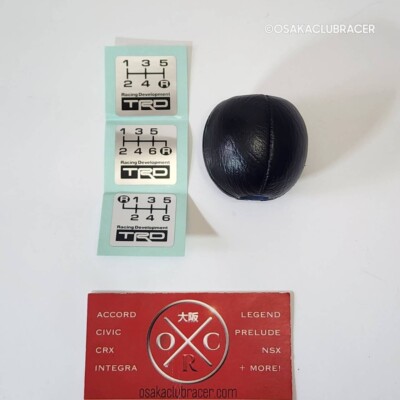 ©OSAKACLUBRACER
1 3 5
2 4 R
Racing Development
TRD
1 3 5
2 4 6 R
Racing Development
TRD
R 1 3 5
2 4 6
Racing Development
TRD
ACCORD
CIVIC
CRX
INTEGRA
大阪
O C
R
LEGEND
PRELUDE
NSX
+ MORE!
osakaclubracer.com